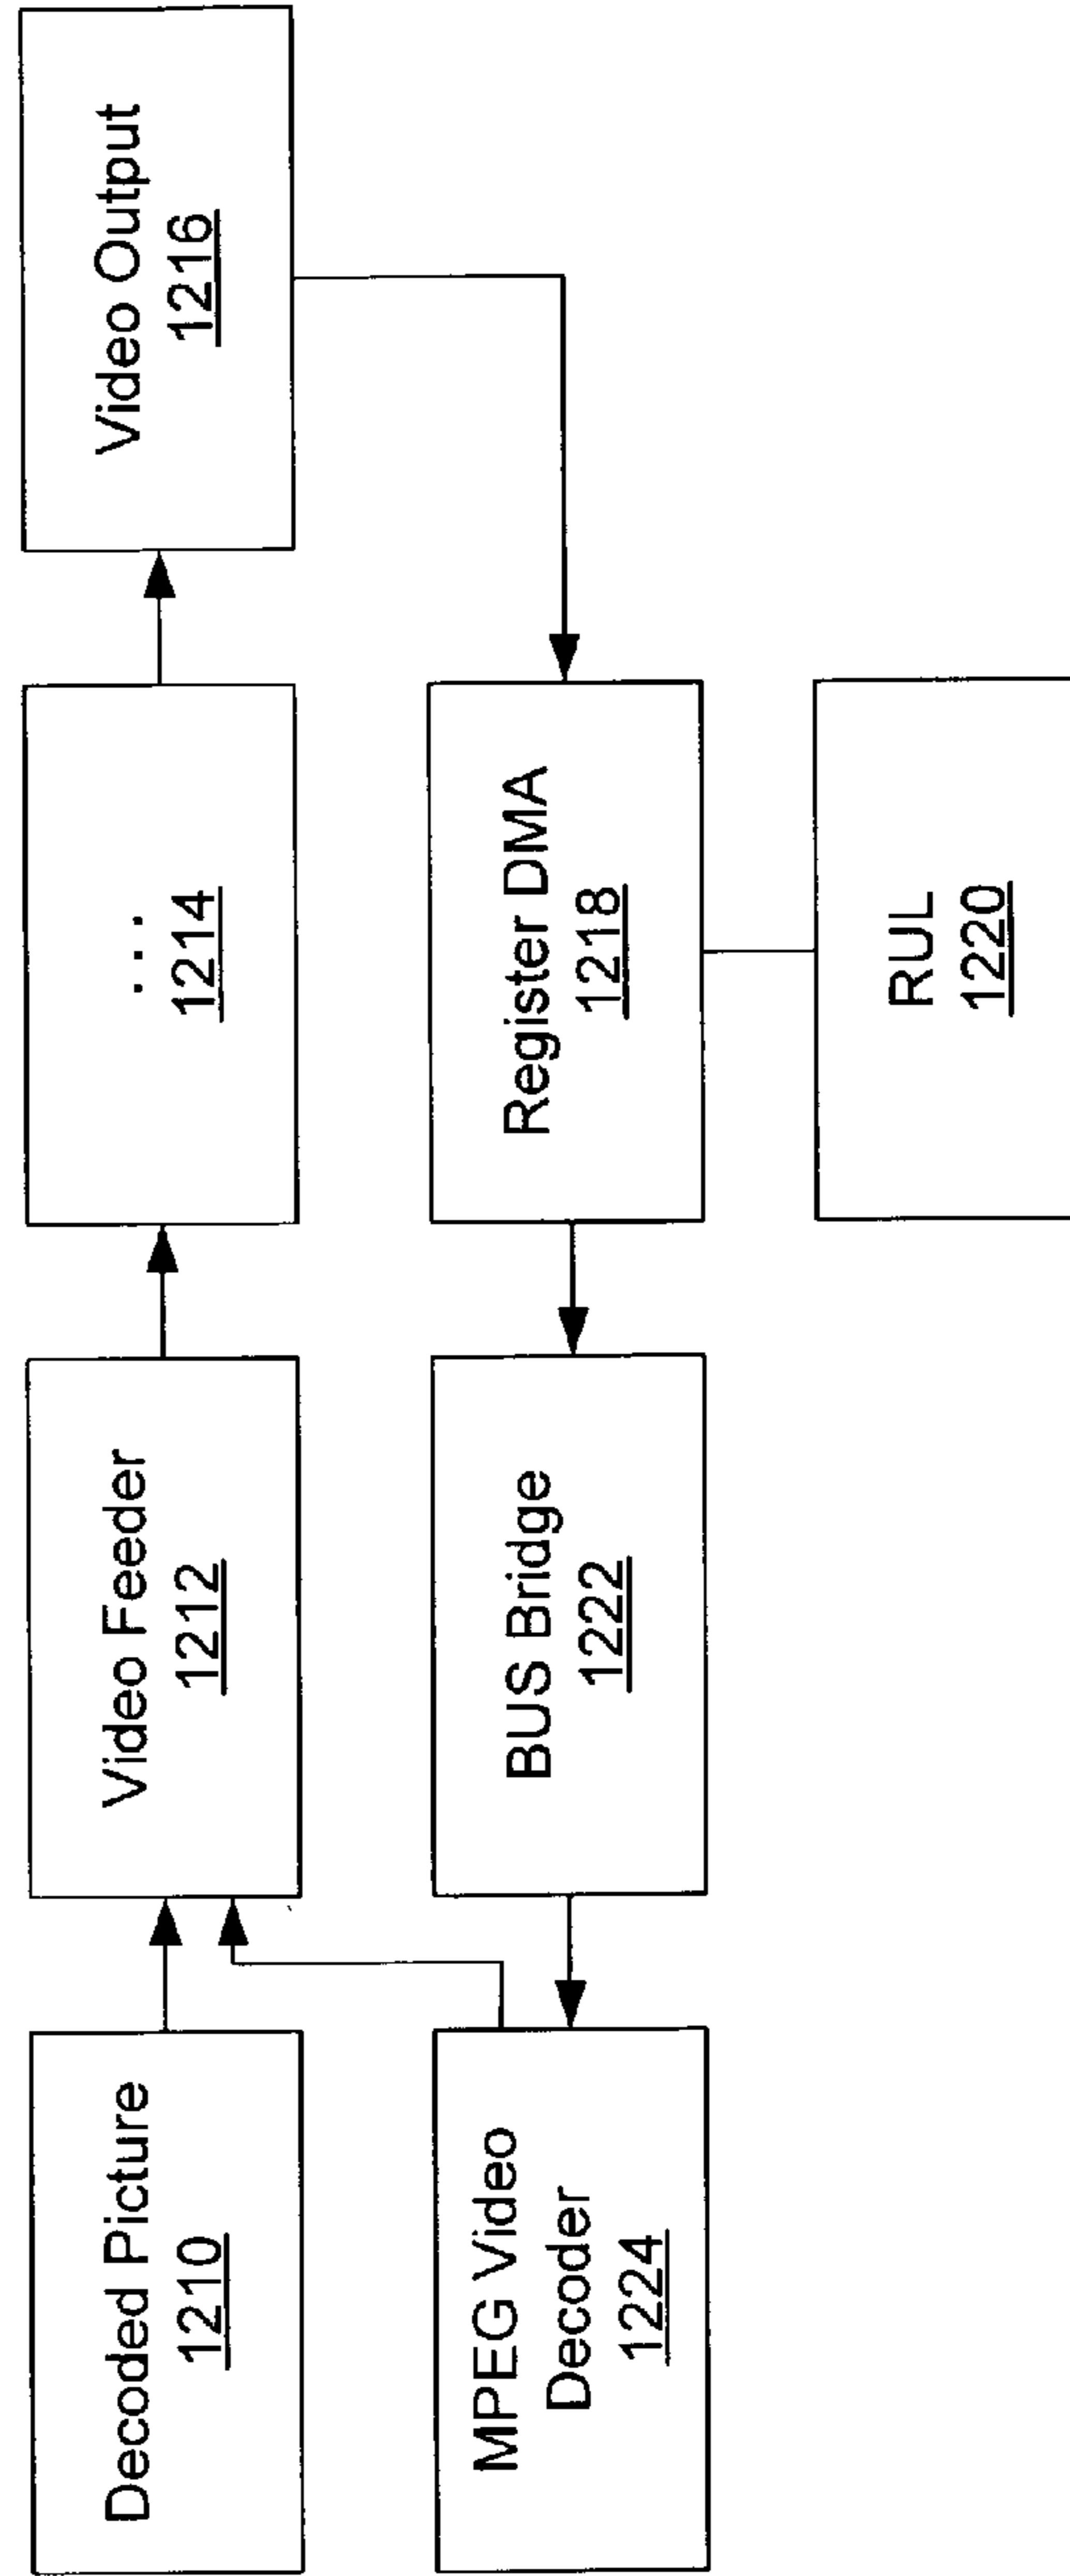 Decoded Picture
1210
Video Feeder
1212
. . .
1214
Video Output
1216
MPEG Video
Decoder
1224
BUS Bridge
1222
Register DMA
1218
RUL
1220